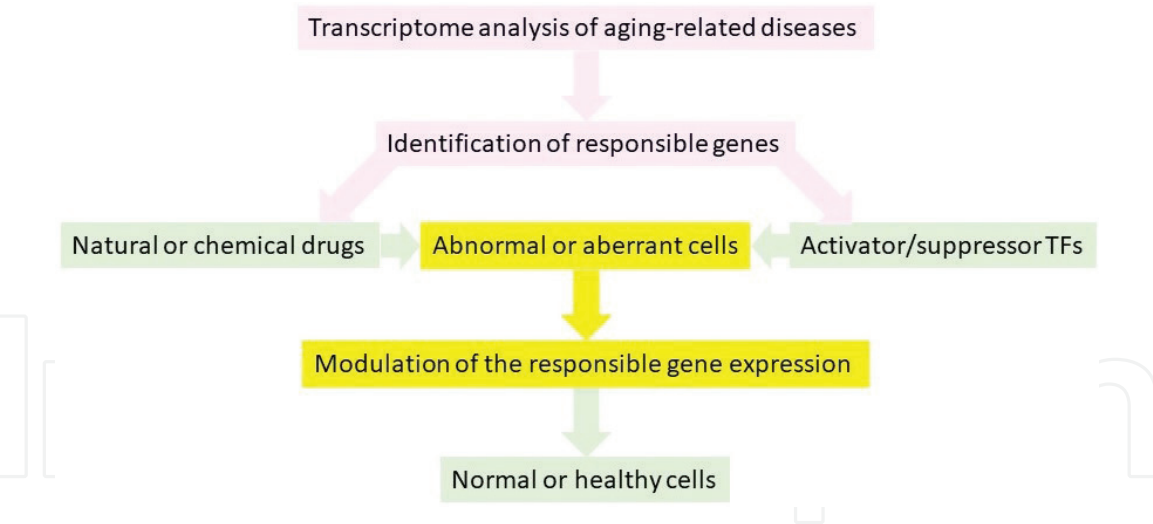 Transcriptome analysis of aging-related diseases
Identification of responsible genes
Natural or chemical drugs
Abnormal or aberrant cells
Activator/suppressor TFs
Modulation of the responsible gene expression
Normal or healthy cells